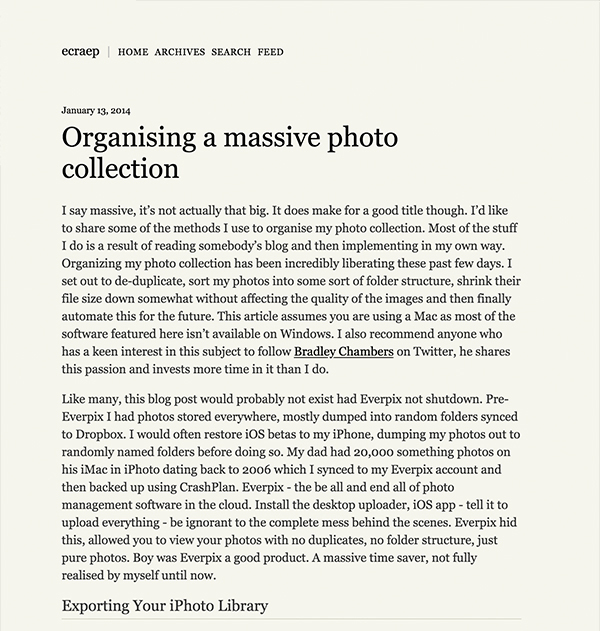 ecraep | HOME ARCHIVES SEARCH FEED
January 13, 2014
Organising a massive photo
collection
I say massive, it’s not actually that big. It does make for a good title though. I’d like
to share some of the methods I use to organise my photo collection. Most of the stuff
I do is a result of reading somebody’s blog and then implementing in my own way.
Organizing my photo collection has been incredibly liberating these past few days. I
set out to de-duplicate, sort my photos into some sort of folder structure, shrink their
file size down somewhat without affecting the quality of the images and then finally
automate this for the future. This article assumes you are using a Mac as most of the
software featured here isn’t available on Windows. I also recommend anyone who
has a keen interest in this subject to follow Bradley Chambers on Twitter, he shares
this passion and invests more time in it than I do.
Like many, this blog post would probably not exist had Everpix not shutdown. Pre-
Everpix I had photos stored everywhere, mostly dumped into random folders synced
to Dropbox. I would often restore iOS betas to my iPhone, dumping my photos out to
randomly named folders before doing so. My dad had 20,000 something photos on
his iMac in iPhoto dating back to 2006 which I synced to my Everpix account and
then backed up using CrashPlan. Everpix - the be all and end all of photo
management software in the cloud. Install the desktop uploader, iOS app - tell it to
upload everything - be ignorant to the complete mess behind the scenes. Everpix hid
this, allowed you to view your photos with no duplicates, no folder structure, just
pure photos. Boy was Everpix a good product. A massive time saver, not fully
realised by myself until now.
Exporting Your iPhoto Library